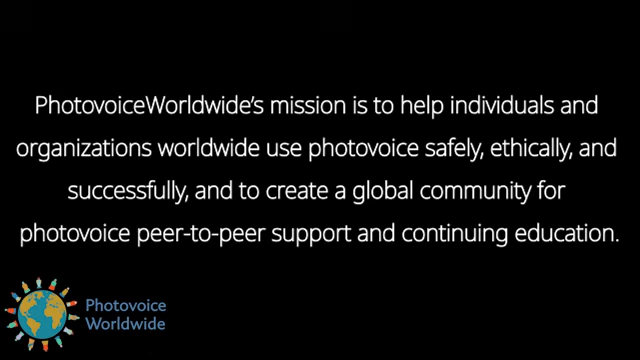 PhotovoiceWorldwide's mission is to help individuals and
organizations worldwide use photovoice safely, ethically, and
successfully, and to create a global community for
photovoice peer-to-peer support and continuing education.
Photovoice
Worldwide